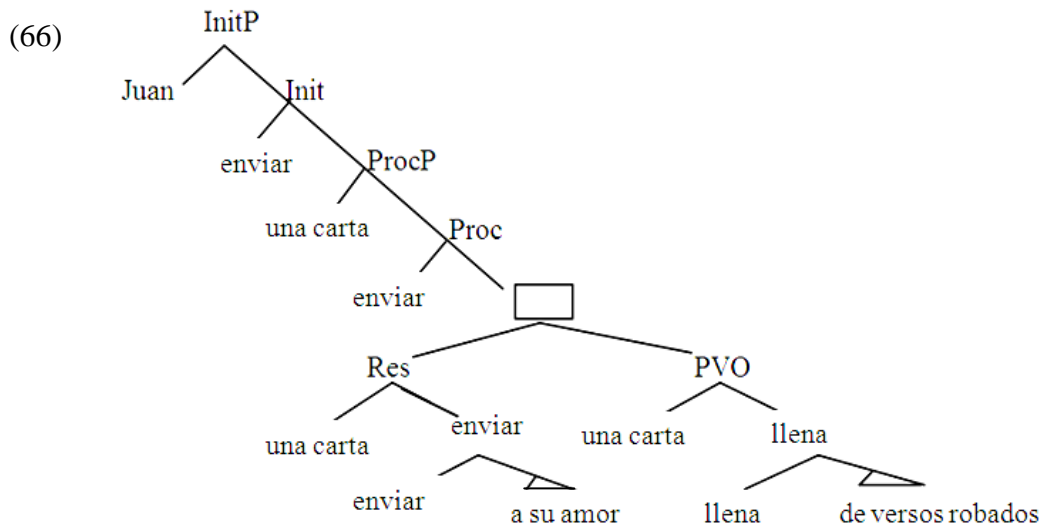 (66)
InitP
Juan
Init
enviar
ProcP
una carta
Proc
enviar
Res
PVO
una carta
enviar
una carta
llena
enviar
a su amor
llena
de versos robados